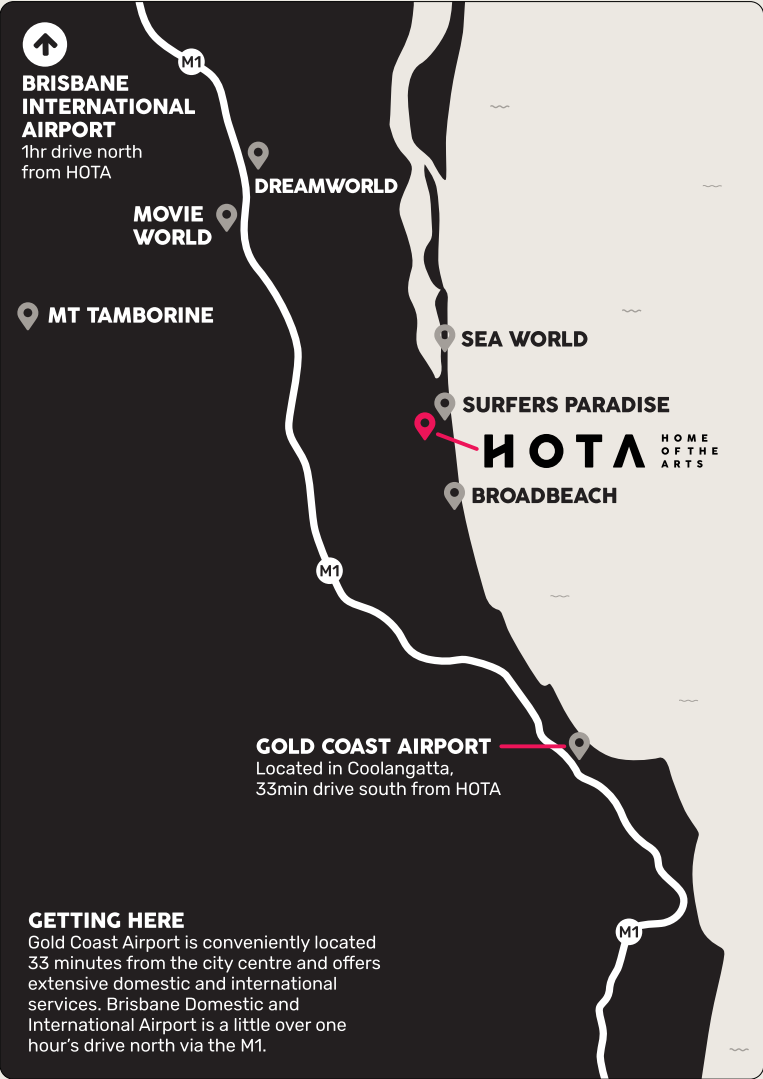 M1
BRISBANE
INTERNATIONAL
AIRPORT
1hr drive north
from HOTA
DREAMWORLD
MOVIE
WORLD
MT TAMBORINE
SEA WORLD
SURFERS PARADISE
HOTA
HOME
OF THE
ARTS
BROADBEACH
M1
GOLD COAST AIRPORT
Located in Coolangatta,
33min drive south from HOTA
M1
GETTING HERE
Gold Coast Airport is conveniently located
33 minutes from the city centre and offers
extensive domestic and international
services. Brisbane Domestic and
International Airport is a little over one
hour's drive north via the M1.